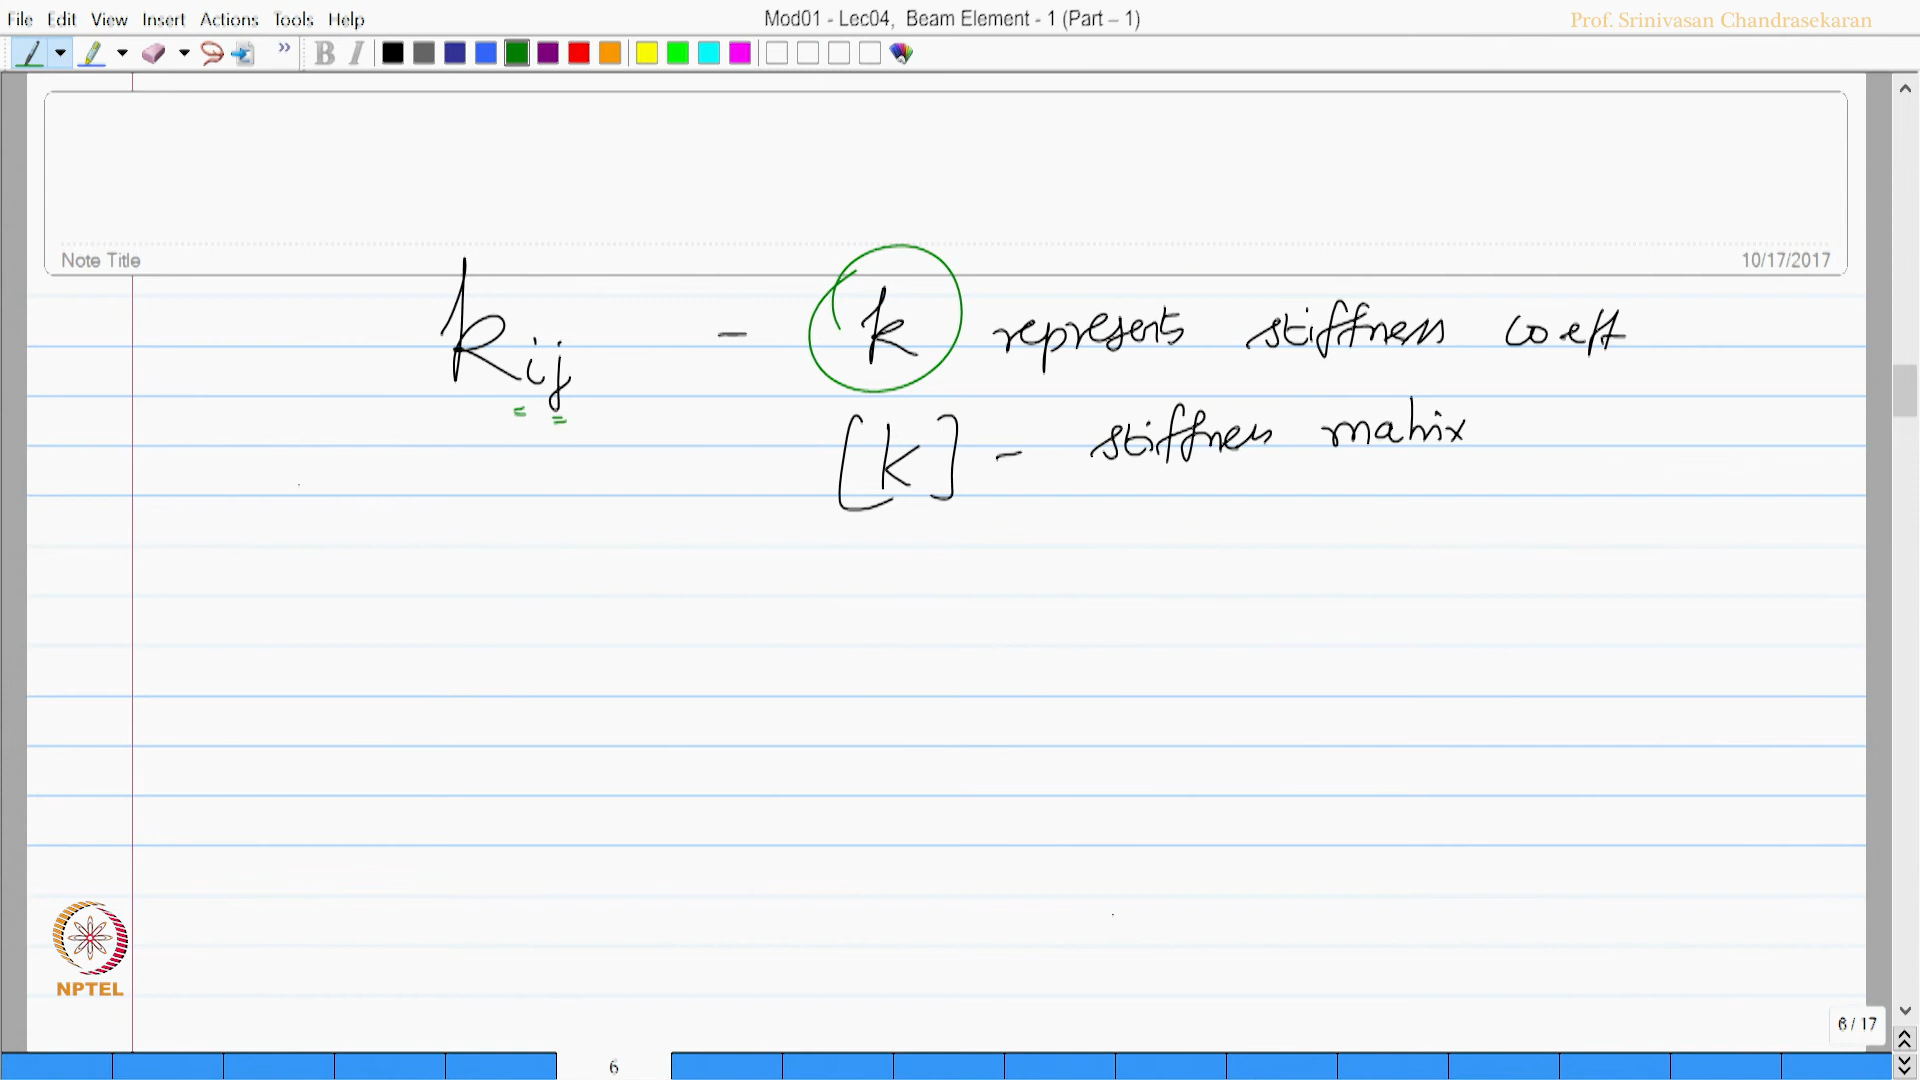 File Edit View Insert Actions Tools Help
Mod01 - Lec04, Beam Element - 1 (Part – 1)
Prof. Srinivasan Chandrasekaran
B I
Note Title
10/17/2017
kij - k represents stiffness coeff
[k] - stiffness matrix
NPTEL
6 / 17
6